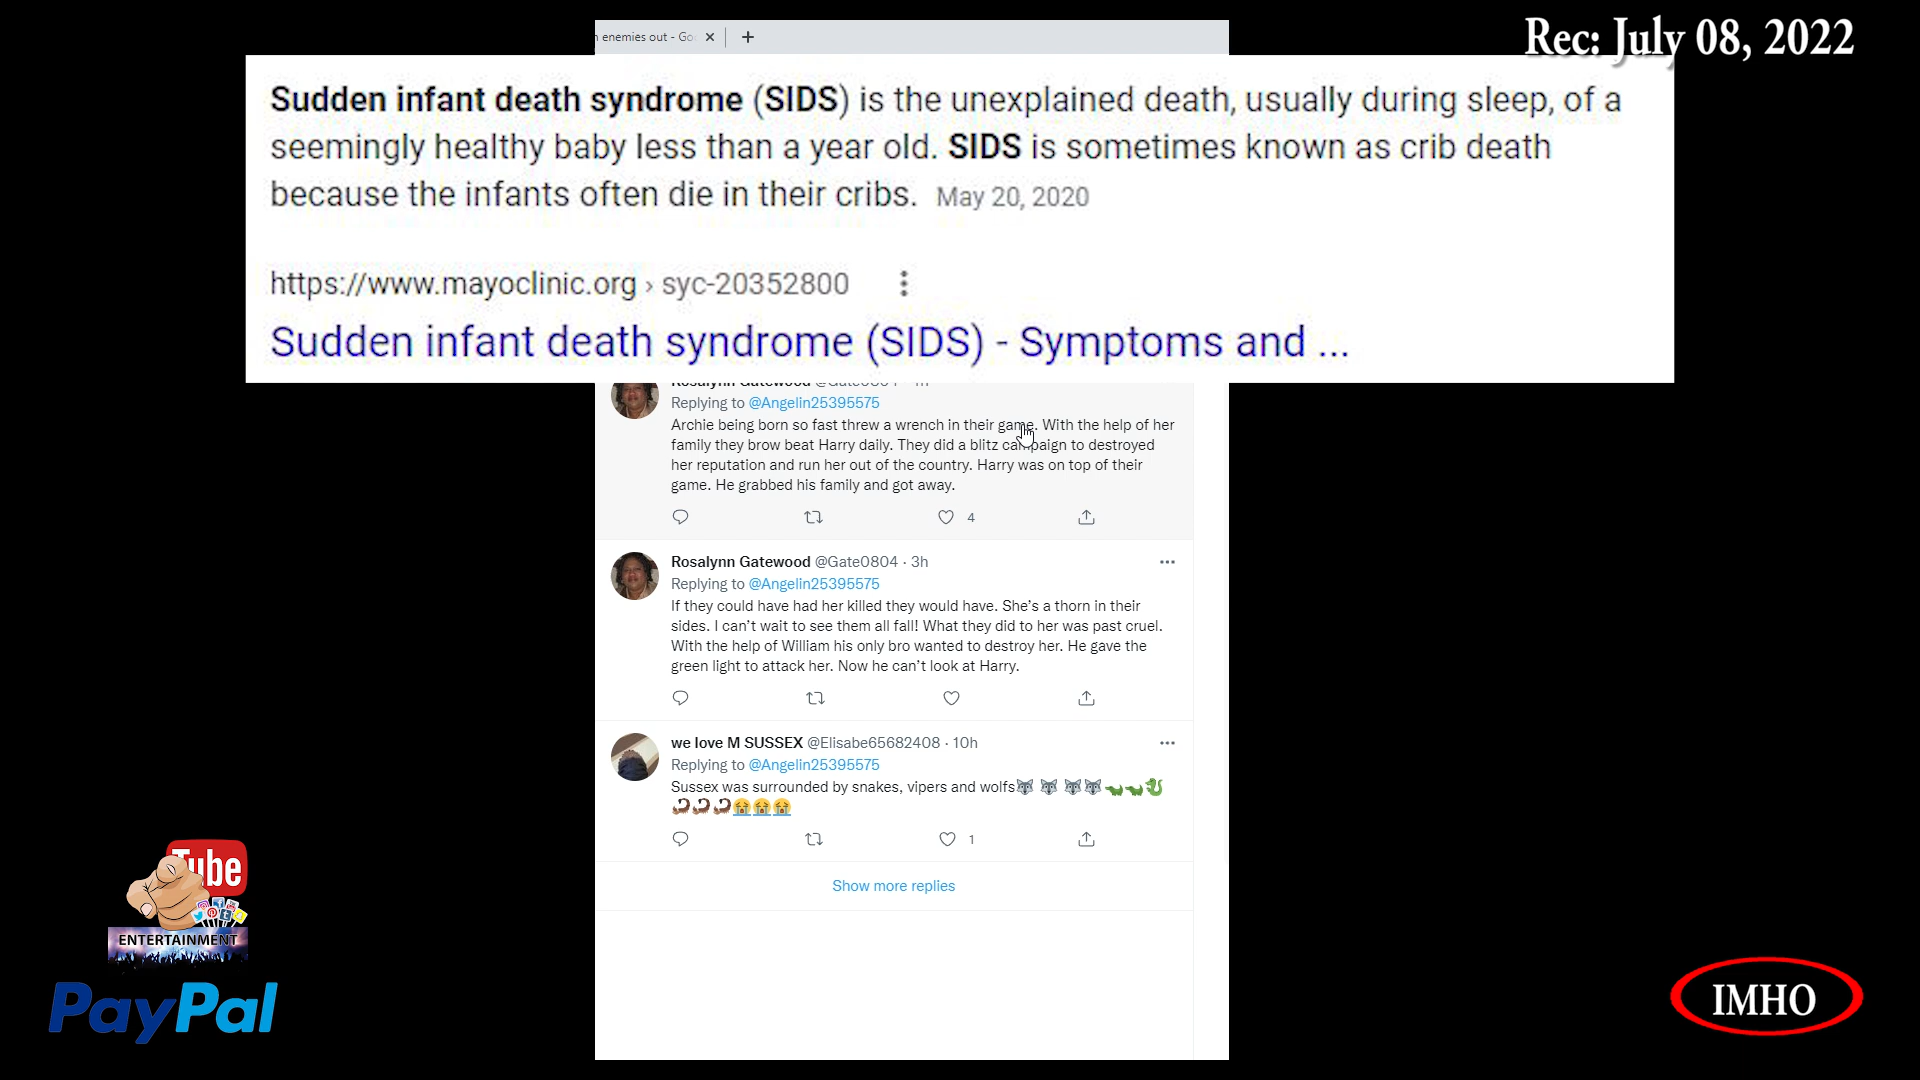 enemies out - Go
Rec: July 08, 2022
Sudden infant death syndrome (SIDS) is the unexplained death, usually during sleep, of a
seemingly healthy baby less than a year old. SIDS is sometimes known as crib death
because the infants often die in their cribs. May 20, 2020
https://www.mayoclinic.org › syc-20352800
Sudden infant death syndrome (SIDS) - Symptoms and ...
Rosalynn Gatewood @Gate0804 ·
Replying to @Angelin25395575
Archie being born so fast threw a wrench in their game. With the help of her
family they brow beat Harry daily. They did a blitz campaign to destroyed
her reputation and run her out of the country. Harry was on top of their
game. He grabbed his family and got away.
4
Rosalynn Gatewood @Gate0804 · 3h
Replying to @Angelin25395575
If they could have had her killed they would have. She's a thorn in their
sides. I can't wait to see them all fall! What they did to her was past cruel.
With the help of William his only bro wanted to destroy her. He gave the
green light to attack her. Now he can't look at Harry.
we love M SUSSEX @Elisabe65682408 · 10h
Replying to @Angelin25395575
Sussex was surrounded by snakes, vipers and wolfs🐺 🐺 🐺🐺🐍🐍🐉
🦂🦂🦂😭😭😭
1
Show more replies
Tube
ENTERTAINMENT
PayPal
IMHO